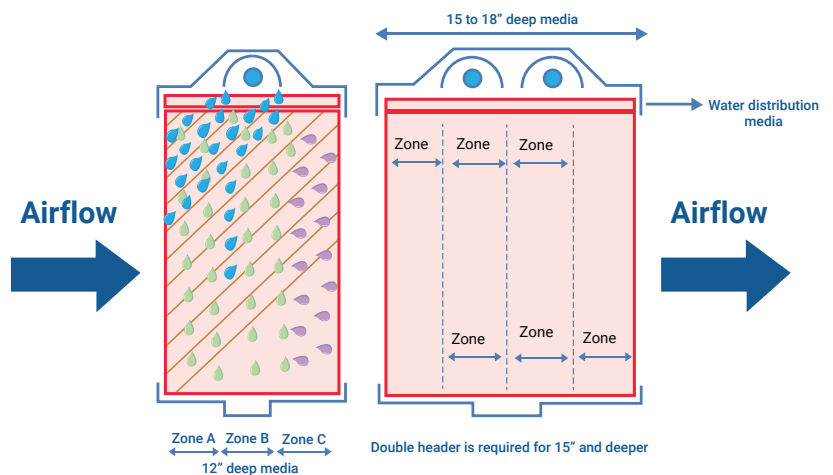 15 to 18” deep media
Water distribution
media
Zone
Zone
Zone
Airflow
Airflow
Zone
Zone
Zone
Zone A
Zone B
Zone C
12” deep media
Double header is required for 15” and deeper